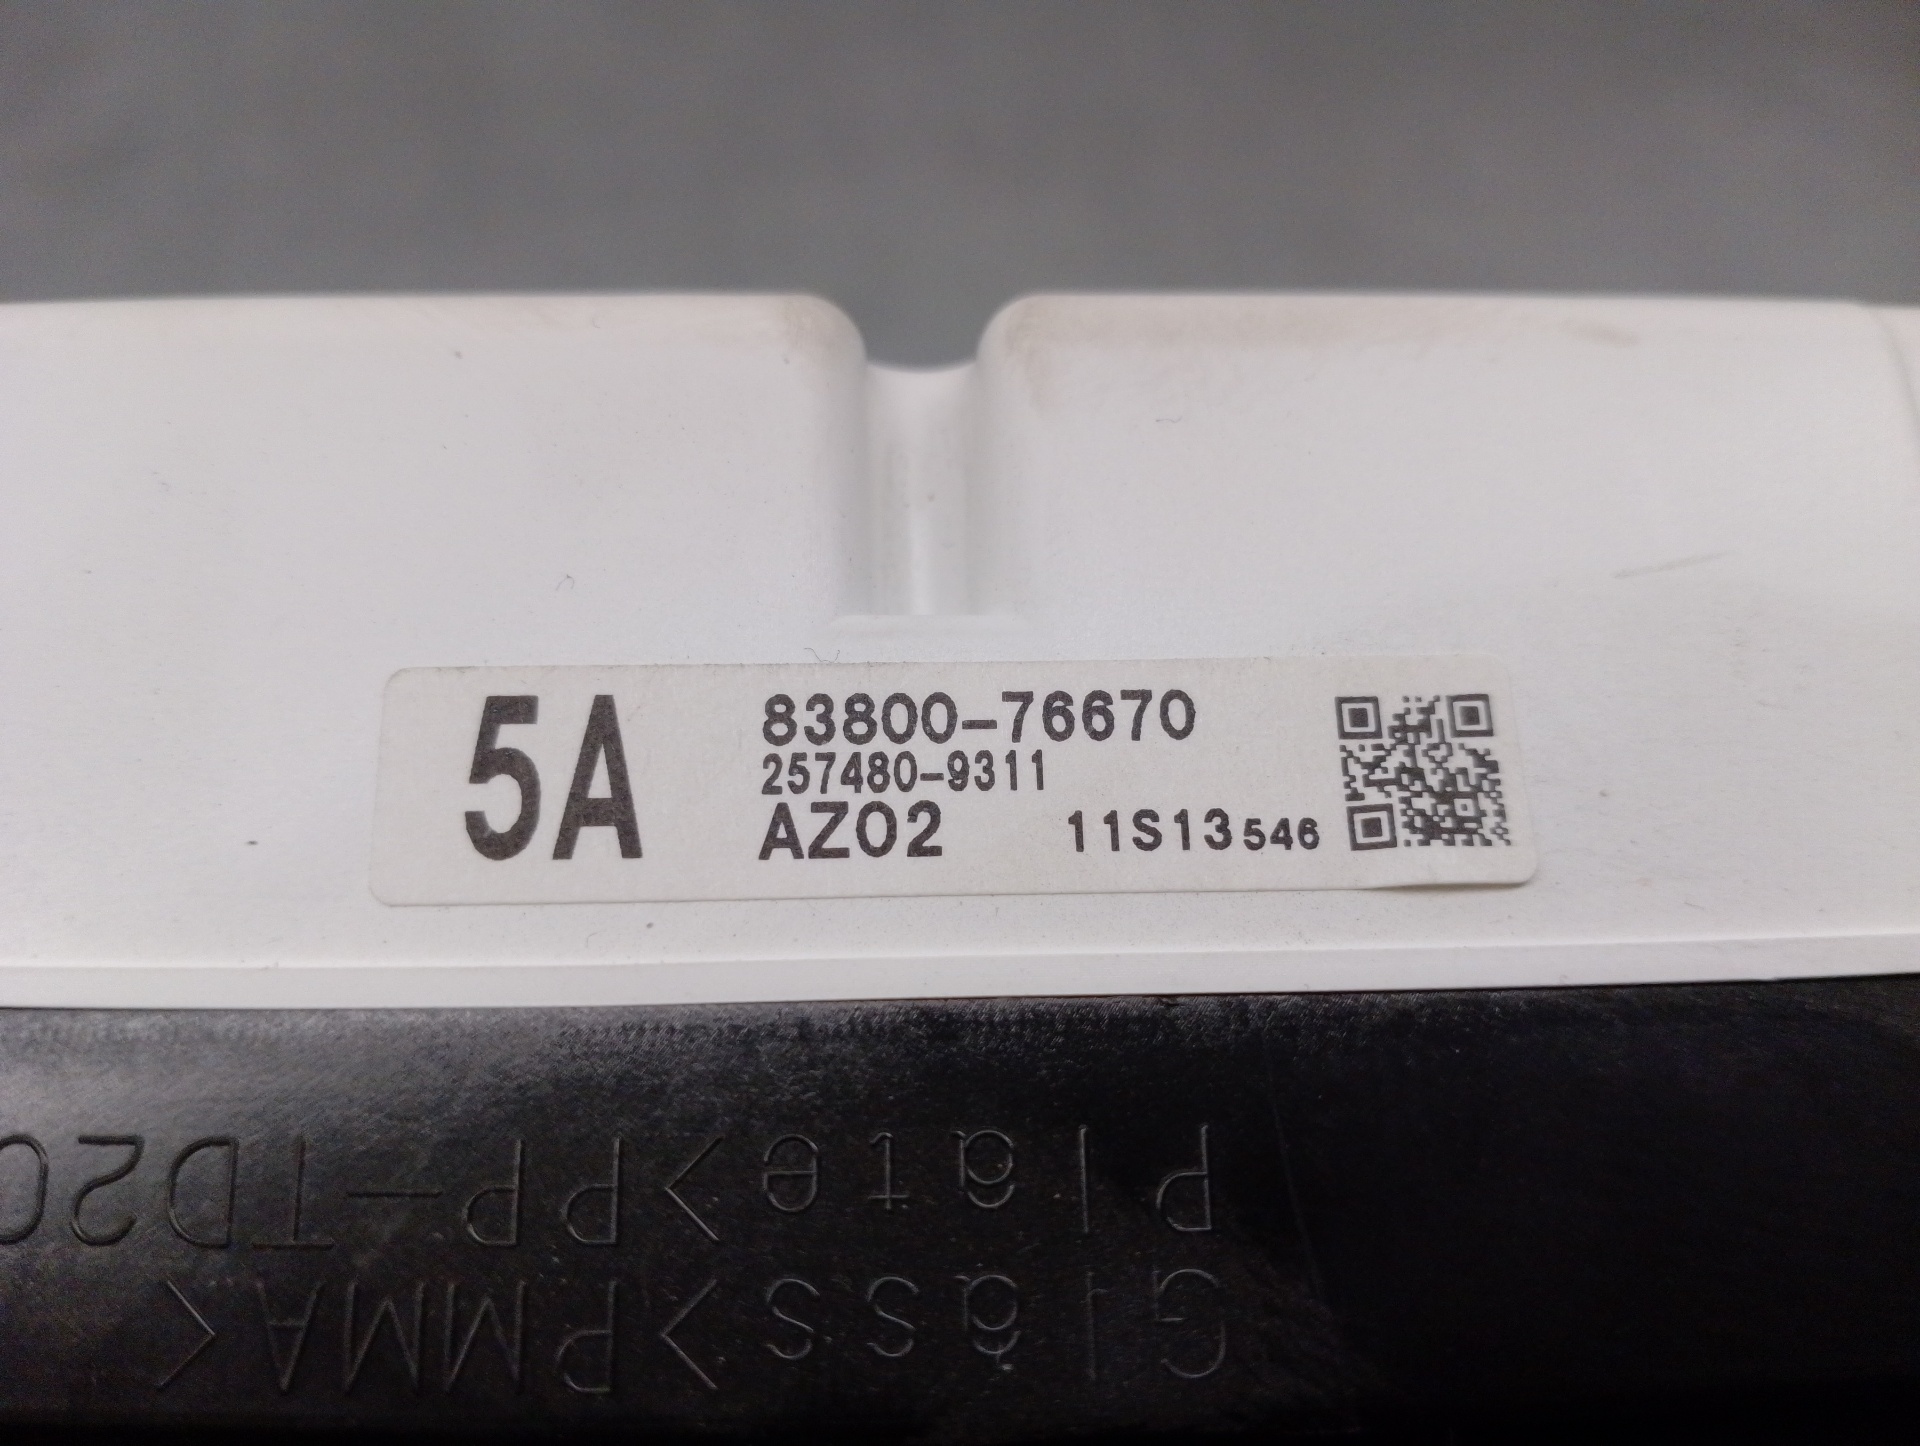 5A
83800-76670
257480-9311
AZ02
11S13546
Glass>PMMA<
Plate>PP-TD20